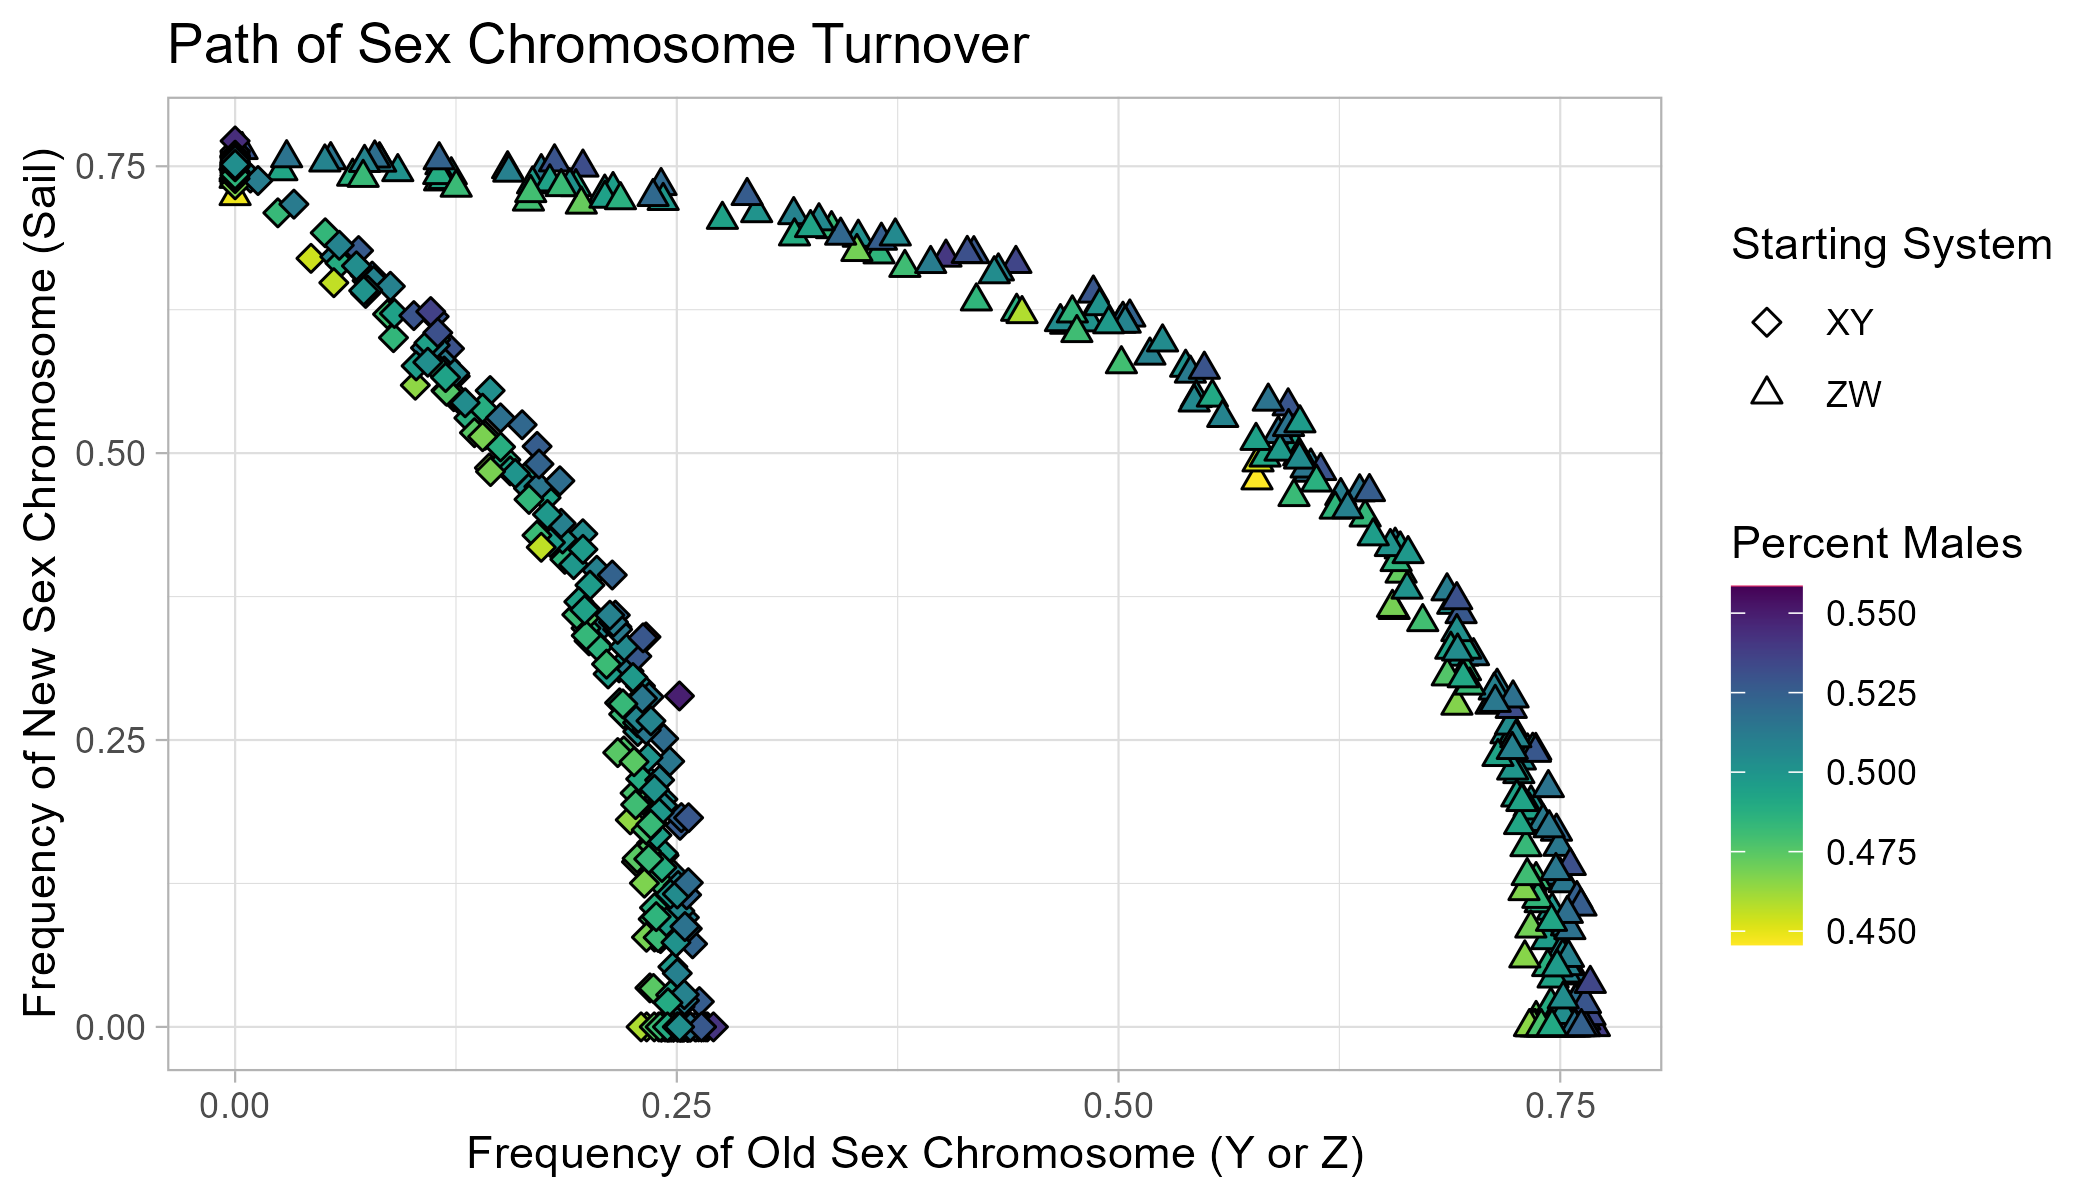 Path of Sex Chromosome Turnover
Frequency of New Sex Chromosome (Sail)
0.75
0.50
0.25
0.00
0.00
0.25
0.50
0.75
Frequency of Old Sex Chromosome (Y or Z)
Starting System
XY
ZW
Percent Males
0.550
0.525
0.500
0.475
0.450